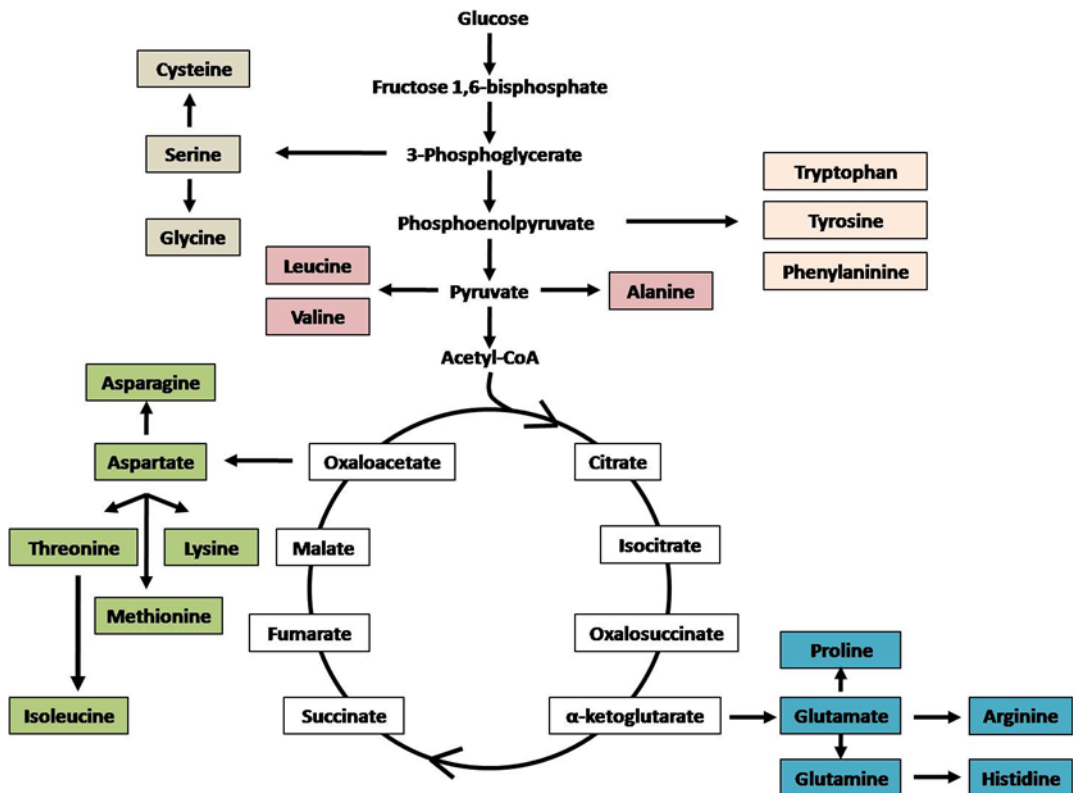 Glucose
Cysteine
Fructose 1,6-bisphosphate
Serine
3-Phosphoglycerate
Tryptophan
Phosphoenolpyruvate
Tyrosine
Glycine
Leucine
Phenylaninine
Pyruvate
Alanine
Valine
Acetyl-CoA
Asparagine
Aspartate
Oxaloacetate
Citrate
Threonine
Lysine
Malate
Isocitrate
Methionine
Fumarate
Oxalosuccinate
Proline
Isoleucine
Succinate
α-ketoglutarate
Glutamate
Arginine
Glutamine
Histidine